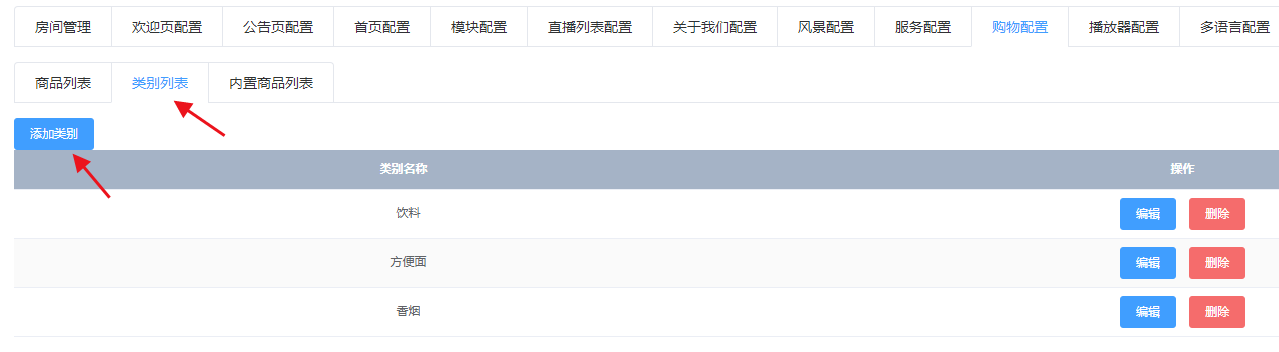 房间管理 欢迎页配置 公告页配置 首页配置 模块配置 直播列表配置 关于我们配置 风景配置 服务配置 购物配置 播放器配置 多语言配置
商品列表 类别列表 内置商品列表
添加类别
类别名称 操作
饮料 编辑 删除
方便面 编辑 删除
香烟 编辑 删除